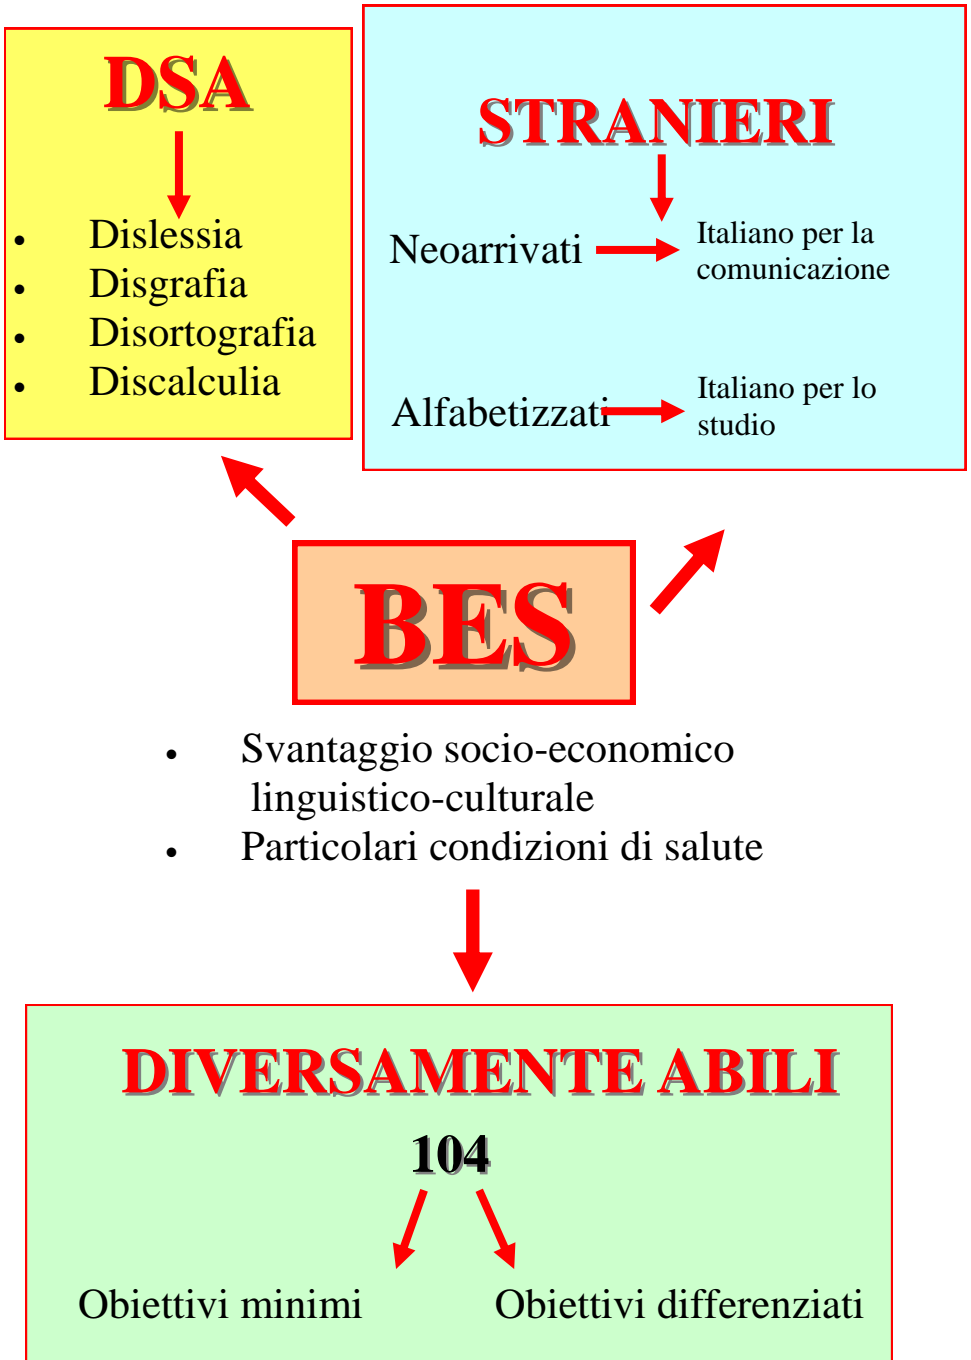 DSA
• Dislessia
• Disgrafia
• Disortografia
• Discalculia
STRANIERI
Neoarrivati
Italiano per la
comunicazione
Alfabetizzati
Italiano per lo
studio
BES
• Svantaggio socio-economico
linguistico-culturale
• Particolari condizioni di salute
DIVERSAMENTE ABILI
104
Obiettivi minimi
Obiettivi differenziati